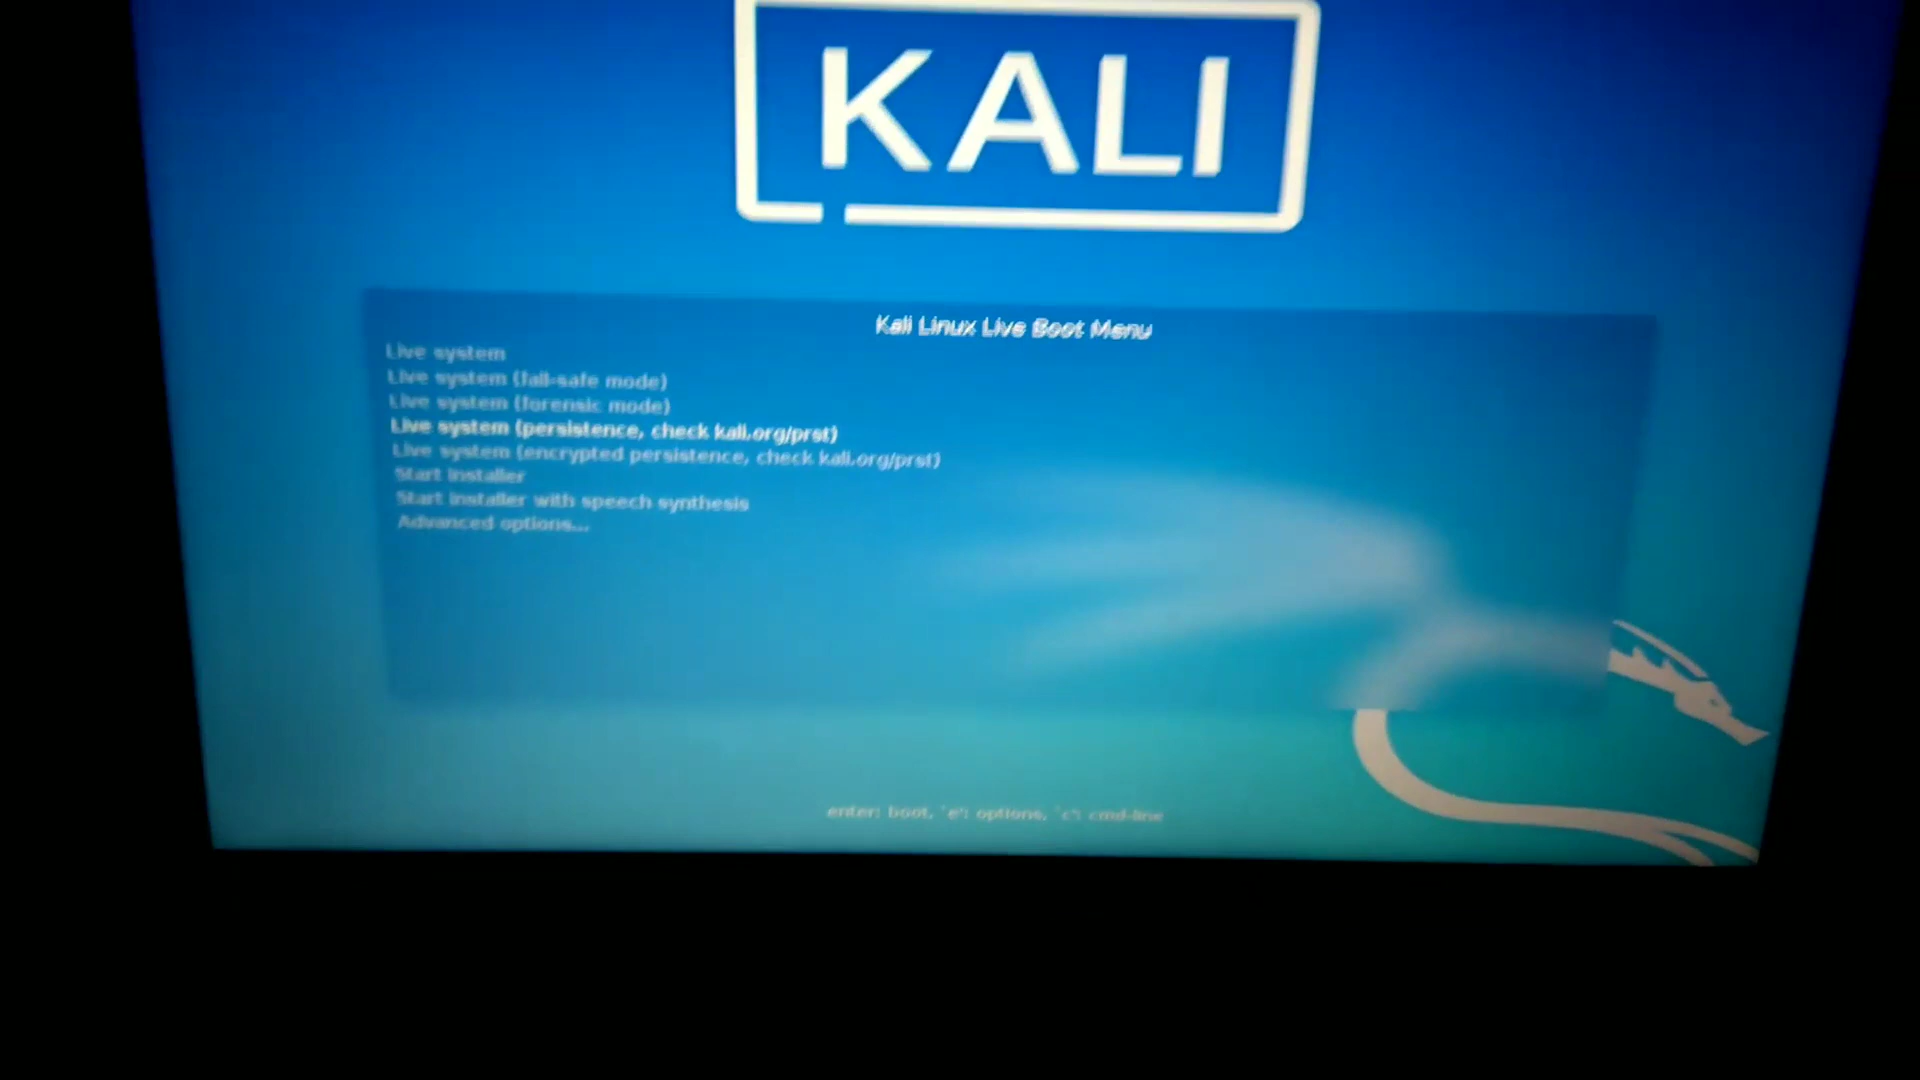 KALI
Kali Linux Live Boot Menu
Live system
Live system (fail-safe mode)
Live system (forensic mode)
Live system (persistence, check kali.org/prst)
Live system (encrypted persistence, check kali.org/prst)
Start installer
Start installer with speech synthesis
Advanced options...
enter: boot, `e': options, `c': cmd-line